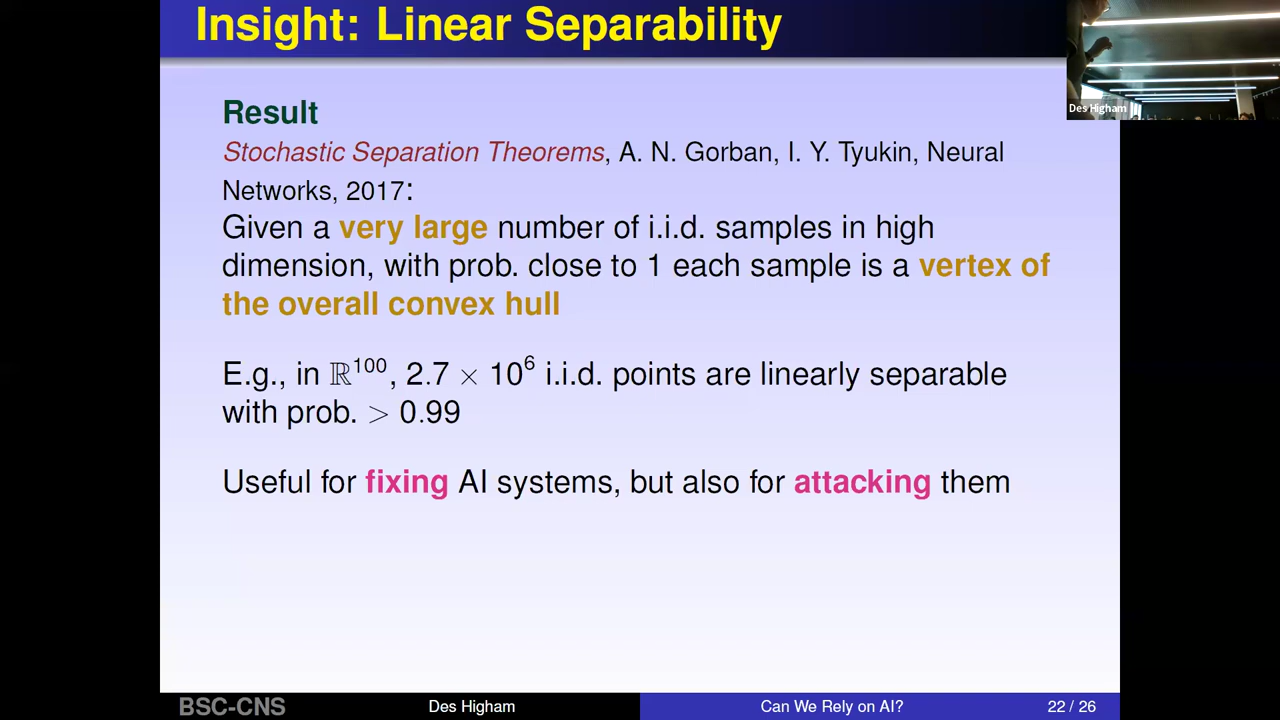 Insight: Linear Separability
Des Higham
Result
Stochastic Separation Theorems, A. N. Gorban, I. Y. Tyukin, Neural
Networks, 2017:
Given a very large number of i.i.d. samples in high
dimension, with prob. close to 1 each sample is a vertex of
the overall convex hull
E.g., in ℝ¹⁰⁰, 2.7 × 10⁶ i.i.d. points are linearly separable
with prob. > 0.99
Useful for fixing AI systems, but also for attacking them
BSC-CNS Des Higham Can We Rely on AI? 22 / 26